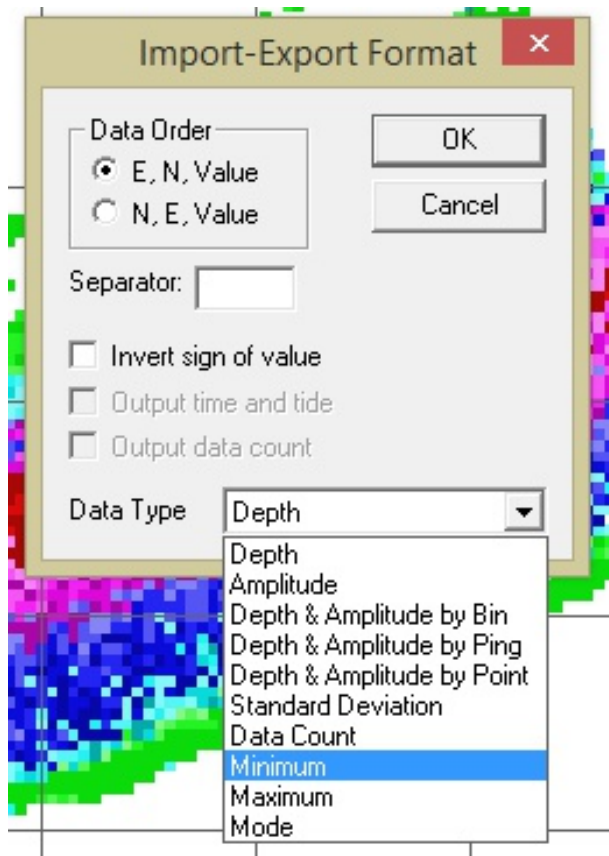 Import-Export Format
Data Order
E, N, Value
N, E, Value
OK
Cancel
Separator:
Invert sign of value
Output time and tide
Output data count
Data Type
Depth
Depth
Amplitude
Depth & Amplitude by Bin
Depth & Amplitude by Ping
Depth & Amplitude by Point
Standard Deviation
Data Count
Minimum
Maximum
Mode